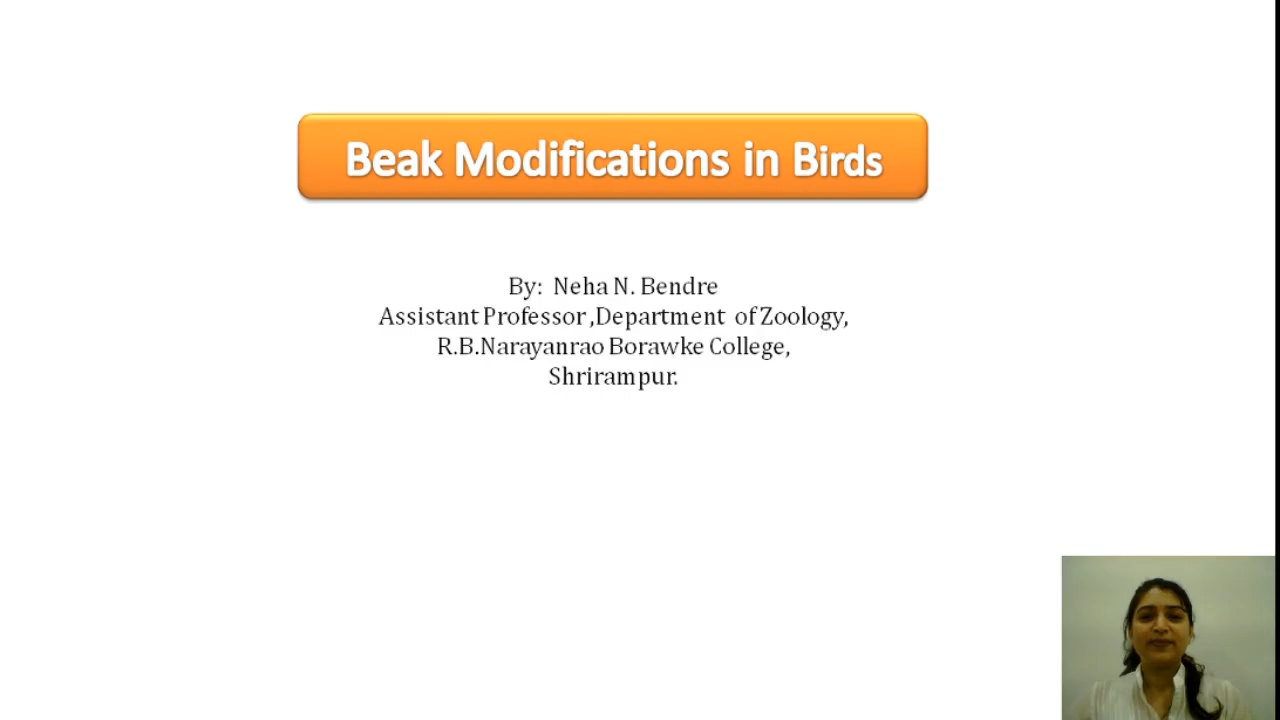 Beak Modifications in Birds
By: Neha N. Bendre
Assistant Professor ,Department of Zoology,
R.B.Narayanrao Borawke College,
Shrirampur.